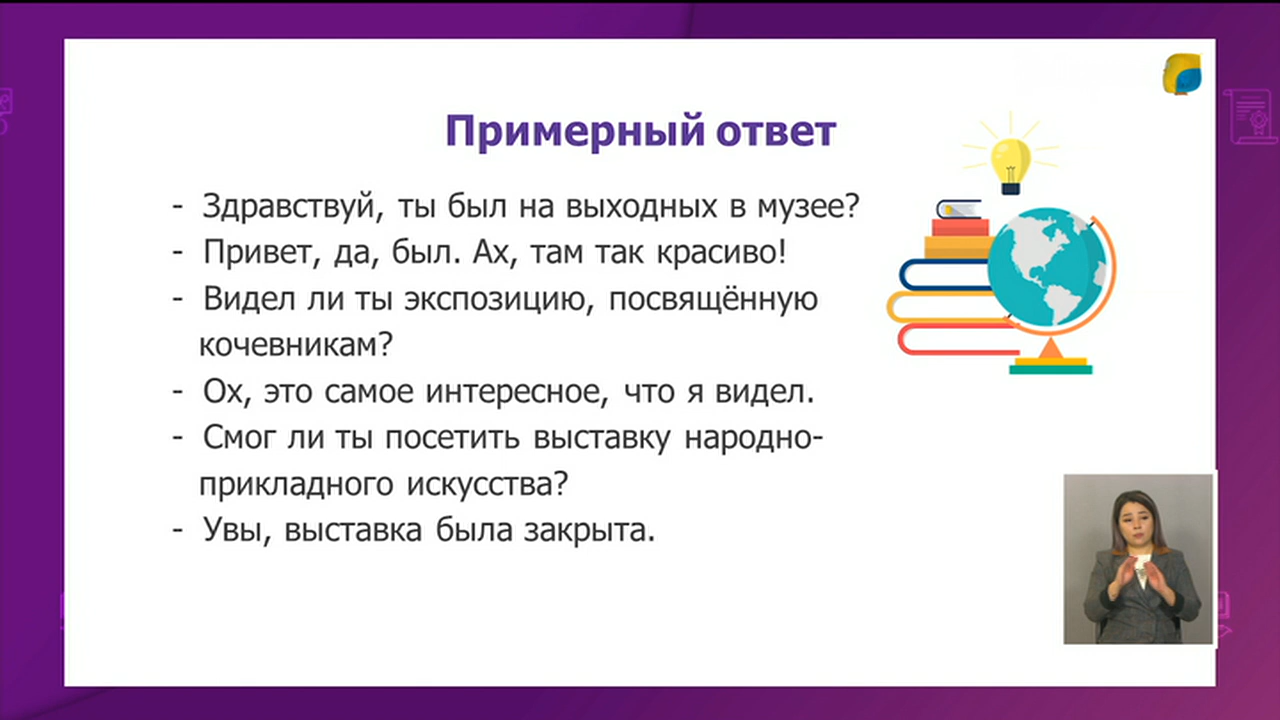 Примерный ответ
- Здравствуй, ты был на выходных в музее?
- Привет, да, был. Ах, там так красиво!
- Видел ли ты экспозицию, посвящённую
кочевникам?
- Ох, это самое интересное, что я видел.
- Смог ли ты посетить выставку народно-
прикладного искусства?
- Увы, выставка была закрыта.